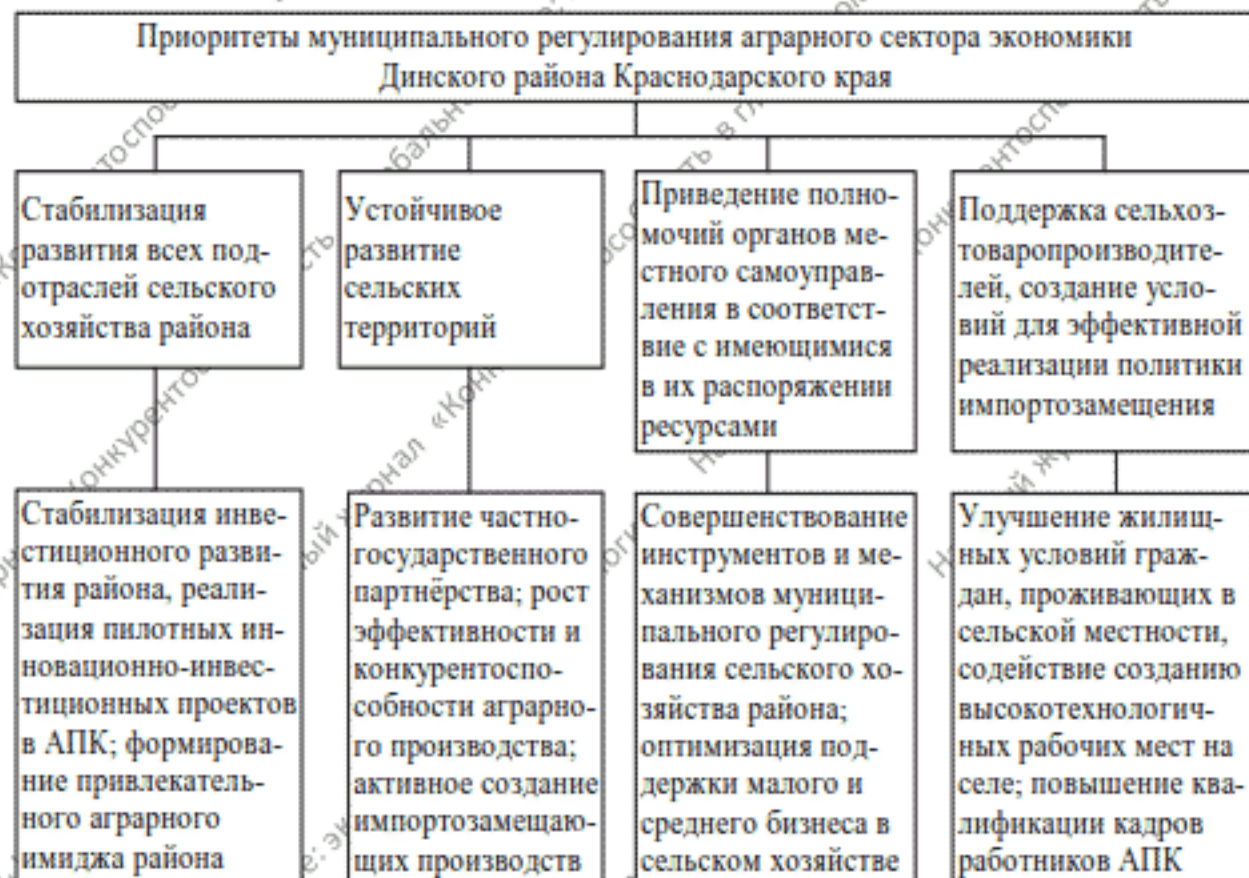 Приоритеты муниципального регулирования аграрного сектора экономики
Динского района Краснодарского края
Стабилизация
развития всех под-
отраслей сельского
хозяйства района
Устойчивое
развитие
сельских
территорий
Приведение полно-
мочий органов ме-
стного самоуправ-
ления в соответст-
вие с имеющимися
в их распоряжении
ресурсами
Поддержка сельхоз-
товаропроизводите-
лей, создание усло-
вий для эффективной
реализации политики
импортозамещения
Стабилизация инве-
стиционного разви-
тия района, реали-
зация пилотных ин-
новационно-инвес-
тиционных проектов
в АПК; формирова-
ние привлекатель-
ного аграрного
имиджа района
Развитие частно-
государственного
партнёрства; рост
эффективности и
конкурентоспо-
собности аграрно-
го производства;
активное создание
импортозамещаю-
щих производств
Совершенствование
инструментов и ме-
ханизмов муници-
пального регулиро-
вания сельского хо-
зяйства района;
оптимизация под-
держки малого и
среднего бизнеса в
сельском хозяйстве
Улучшение жилищ-
ных условий граж-
дан, проживающих в
сельской местности,
содействие созданию
высокотехнологич-
ных рабочих мест на
селе; повышение ква-
лификации кадров
работников АПК